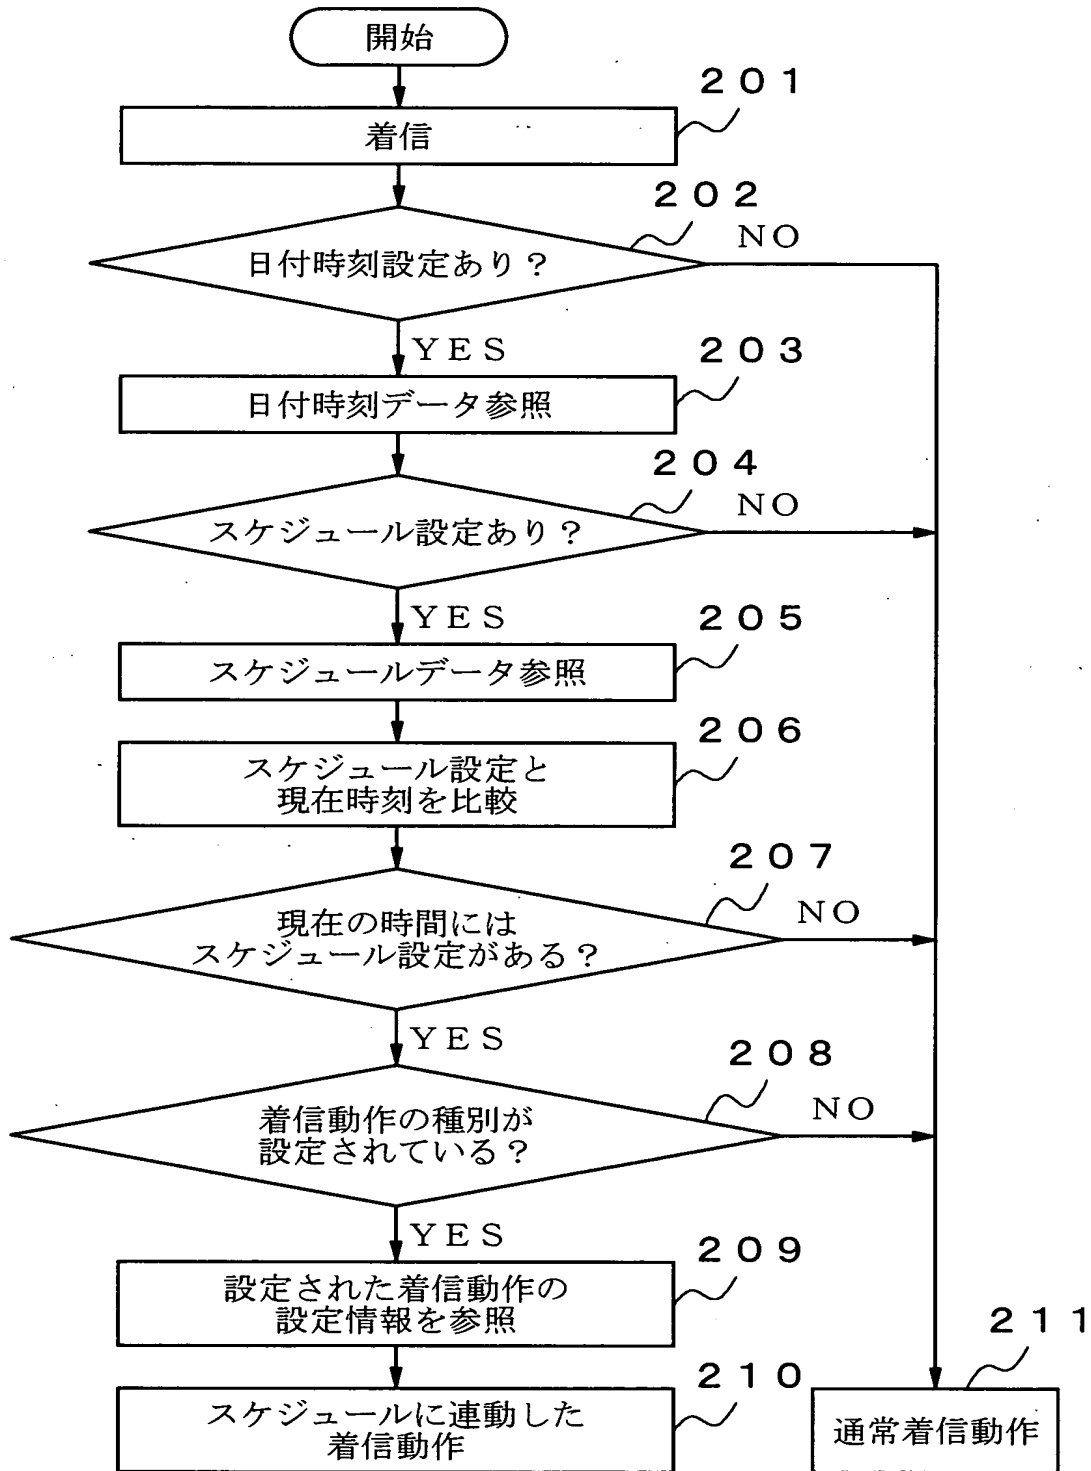 開始
２０１
着信
２０２
ＮＯ
日付時刻設定あり？
ＹＥＳ
２０３
日付時刻データ参照
２０４
ＮＯ
スケジュール設定あり？
ＹＥＳ
２０５
スケジュールデータ参照
２０６
スケジュール設定と
現在時刻を比較
２０７
ＮＯ
現在の時間には
スケジュール設定がある？
ＹＥＳ
２０８
ＮＯ
着信動作の種別が
設定されている？
ＹＥＳ
２０９
設定された着信動作の
設定情報を参照
２１０
スケジュールに連動した
着信動作
２１１
通常着信動作